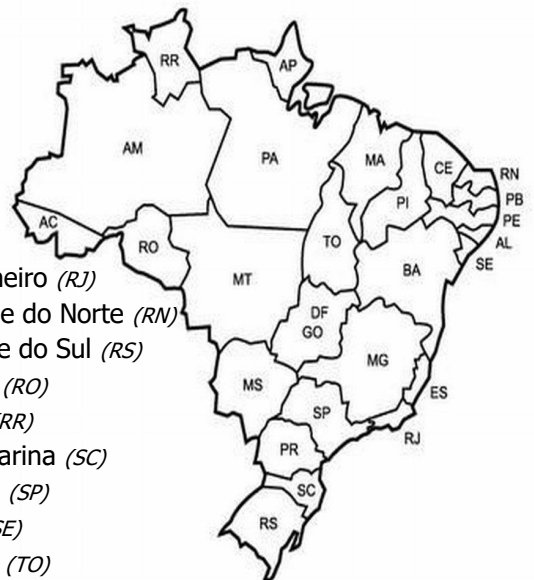 RR
AP
AM
PA
MA
CE
RN
PI
PB
PE
AC
AL
RO
TO
SE
BA
MT
neiro (RJ)
e do Norte (RN)
DF
GO
e do Sul (RS)
MG
(RO)
MS
ES
RR)
SP
RJ
arina (SC)
PR
(SP)
SC
SE)
RS
(TO)